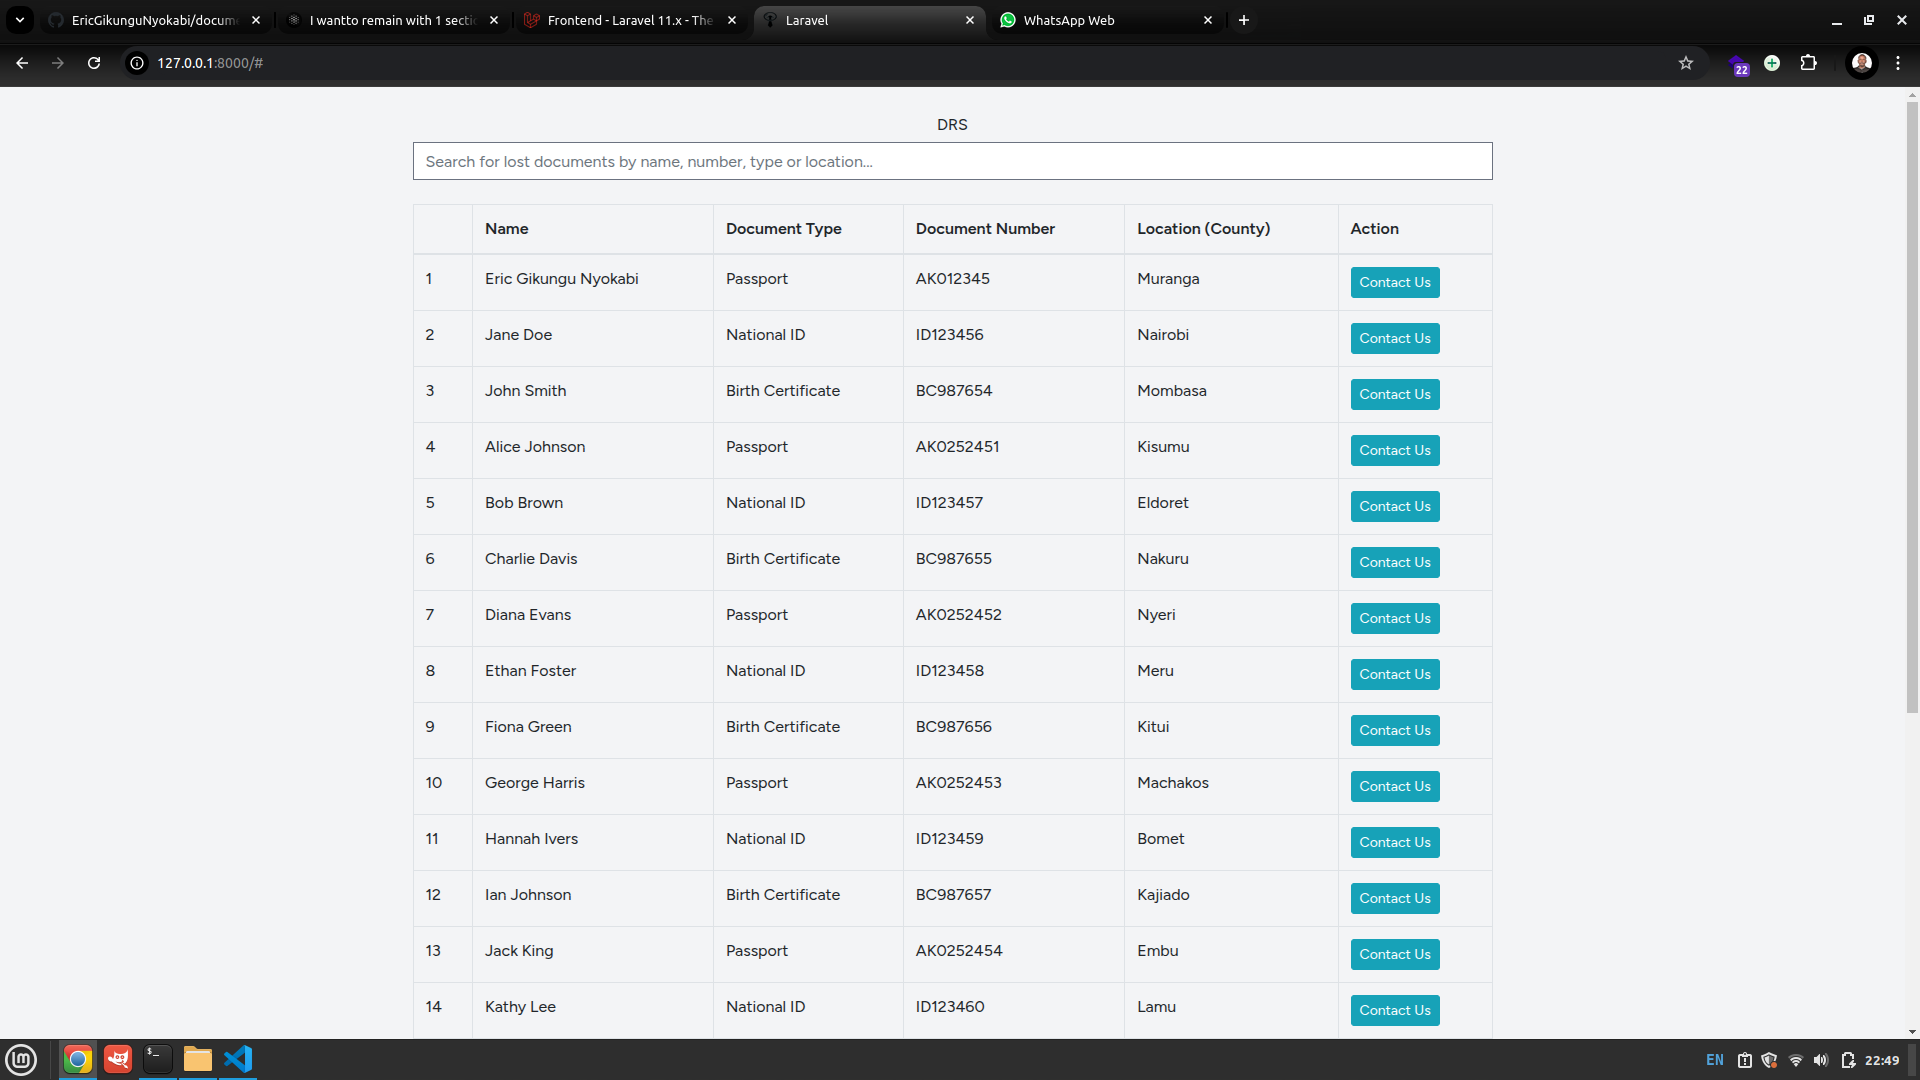 EricGikunguNyokabi/docum
I wantto remain with 1 secti
Frontend - Laravel 11.x - The
Laravel
WhatsApp Web
127.0.0.1:8000/#
22
DRS
Search for lost documents by name, number, type or location...
Name Document Type Document Number Location (County) Action
1 Eric Gikungu Nyokabi Passport AK012345 Muranga Contact Us
2 Jane Doe National ID ID123456 Nairobi Contact Us
3 John Smith Birth Certificate BC987654 Mombasa Contact Us
4 Alice Johnson Passport AK0252451 Kisumu Contact Us
5 Bob Brown National ID ID123457 Eldoret Contact Us
6 Charlie Davis Birth Certificate BC987655 Nakuru Contact Us
7 Diana Evans Passport AK0252452 Nyeri Contact Us
8 Ethan Foster National ID ID123458 Meru Contact Us
9 Fiona Green Birth Certificate BC987656 Kitui Contact Us
10 George Harris Passport AK0252453 Machakos Contact Us
11 Hannah Ivers National ID ID123459 Bomet Contact Us
12 Ian Johnson Birth Certificate BC987657 Kajiado Contact Us
13 Jack King Passport AK0252454 Embu Contact Us
14 Kathy Lee National ID ID123460 Lamu Contact Us
EN 22:49